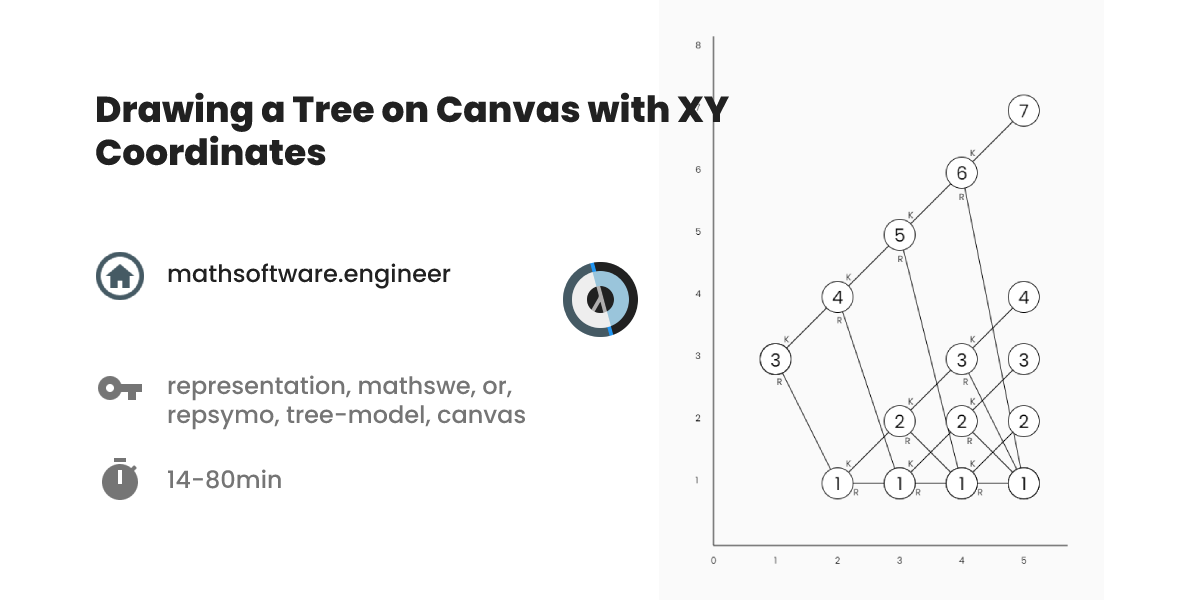 Drawing a Tree on Canvas with XY
Coordinates
mathsoftware.engineer
representation, mathswe, or,
repsymo, tree-model, canvas
14-80min
8
6
5
4
3
2
1
0 1 2 3 4 5
7
K
6
K R
5
K R
4 4
K R K
3 3 3
K R R K
2 2 2
K R K R
1 1 1 1
R R R